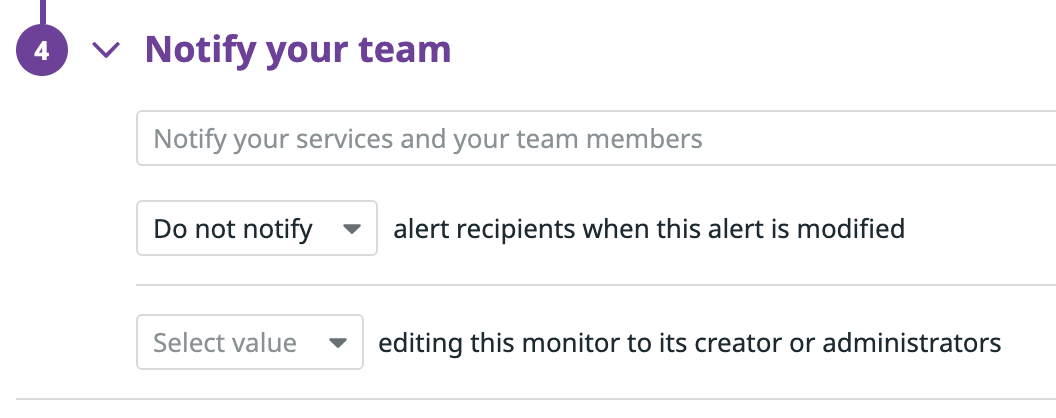 4 Notify your team
Notify your services and your team members
Do not notify alert recipients when this alert is modified
Select value editing this monitor to its creator or administrators